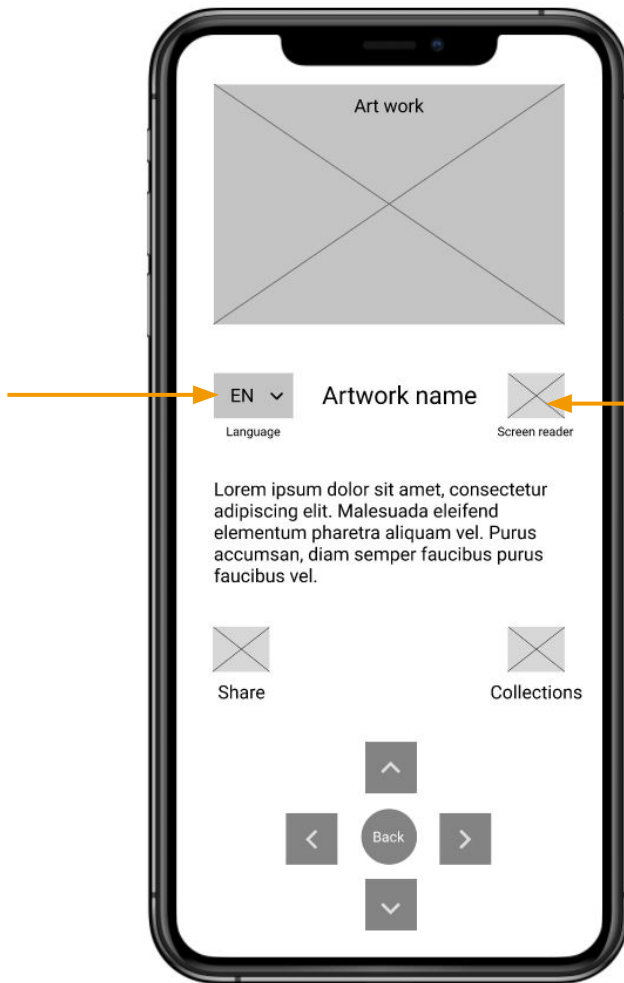 Art work
EN
Artwork name
Language
Screen reader
Lorem ipsum dolor sit amet, consectetur
adipiscing elit. Malesuada eleifend
elementum pharetra aliquam vel. Purus
accumsan, diam semper faucibus purus
faucibus vel.
Share
Collections
Back